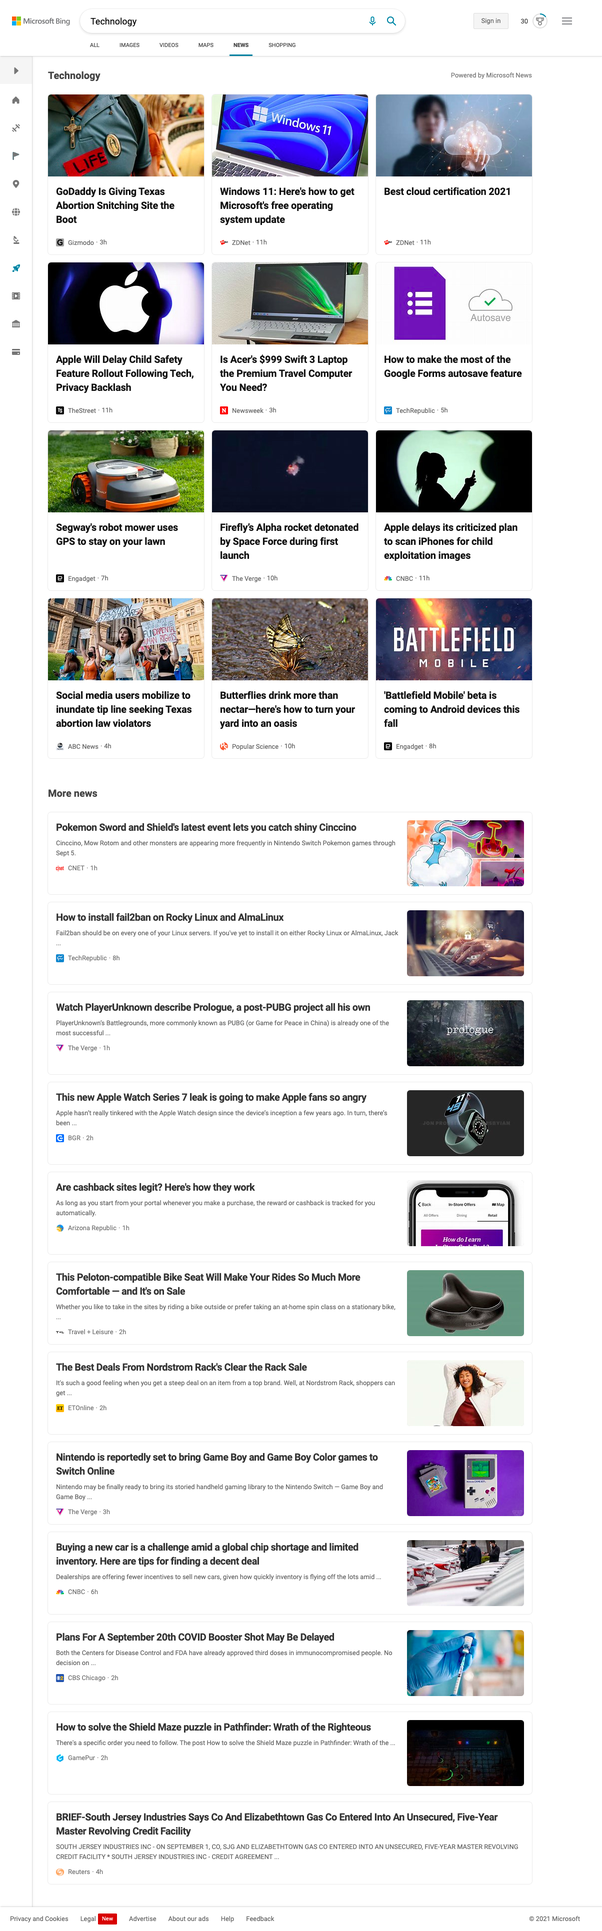 Microsoft Bing
Technology
Sign in
30
ALL
IMAGES
VIDEOS
MAPS
NEWS
SHOPPING
Technology
Powered by Microsoft News
LIFE
Windows 11
GoDaddy Is Giving Texas
Abortion Snitching Site the
Boot
Gizmodo · 3h
Windows 11: Here's how to get
Microsoft's free operating
system update
ZDNet · 11h
Best cloud certification 2021
ZDNet · 11h
Autosave
Apple Will Delay Child Safety
Feature Rollout Following Tech,
Privacy Backlash
TheStreet · 11h
Is Acer's $999 Swift 3 Laptop
the Premium Travel Computer
You Need?
Newsweek · 3h
How to make the most of the
Google Forms autosave feature
TechRepublic · 5h
Segway's robot mower uses
GPS to stay on your lawn
Engadget · 7h
Firefly's Alpha rocket detonated
by Space Force during first
launch
The Verge · 10h
Apple delays its criticized plan
to scan iPhones for child
exploitation images
CNBC · 11h
BATTLEFIELD
MOBILE
Social media users mobilize to
inundate tip line seeking Texas
abortion law violators
ABC News · 4h
Butterflies drink more than
nectar—here's how to turn your
yard into an oasis
Popular Science · 10h
'Battlefield Mobile' beta is
coming to Android devices this
fall
Engadget · 8h
More news
Pokemon Sword and Shield's latest event lets you catch shiny Cinccino
Cinccino, Mow Rotom and other monsters are appearing more frequently in Nintendo Switch Pokemon games through
Sept 5.
CNET · 1h
How to install fail2ban on Rocky Linux and AlmaLinux
Fail2ban should be on every one of your Linux servers. If you've yet to install it on either Rocky Linux or AlmaLinux, Jack
...
TechRepublic · 8h
Watch PlayerUnknown describe Prologue, a post-PUBG project all his own
PlayerUnknown's Battlegrounds, more commonly known as PUBG (or Game for Peace in China) is already one of the
most successful ...
The Verge · 1h
prologue
This new Apple Watch Series 7 leak is going to make Apple fans so angry
Apple hasn't really tinkered with the Apple Watch design since the device's inception a few years ago. In turn, there's
been ...
BGR · 2h
Are cashback sites legit? Here's how they work
As long as you start from your portal whenever you make a purchase, the reward or cashback is tracked for you
automatically.
Arizona Republic · 1h
Back
In-Store Offers
Map
All Offers
Dining
Retail
How do I earn
This Peloton-compatible Bike Seat Will Make Your Rides So Much More
Comfortable — and It's on Sale
Whether you like to take in the sites by riding a bike outside or prefer taking an at-home spin class on a stationary bike,
...
Travel + Leisure · 2h
The Best Deals From Nordstrom Rack's Clear the Rack Sale
It's such a good feeling when you get a steep deal on an item from a top brand. Well, at Nordstrom Rack, shoppers can
get ...
ETOnline · 2h
Nintendo is reportedly set to bring Game Boy and Game Boy Color games to
Switch Online
Nintendo may be finally ready to bring its storied handheld gaming library to the Nintendo Switch — Game Boy and
Game Boy ...
The Verge · 3h
Buying a new car is a challenge amid a global chip shortage and limited
inventory. Here are tips for finding a decent deal
Dealerships are offering fewer incentives to sell new cars, given how quickly inventory is flying off the lots amid ...
CNBC · 6h
Plans For A September 20th COVID Booster Shot May Be Delayed
Both the Centers for Disease Control and FDA have already approved third doses in immunocompromised people. No
decision on ...
CBS Chicago · 2h
How to solve the Shield Maze puzzle in Pathfinder: Wrath of the Righteous
There's a specific order you need to follow. The post How to solve the Shield Maze puzzle in Pathfinder: Wrath of the ...
GamePur · 2h
BRIEF-South Jersey Industries Says Co And Elizabethtown Gas Co Entered Into An Unsecured, Five-Year
Master Revolving Credit Facility
SOUTH JERSEY INDUSTRIES INC - ON SEPTEMBER 1, CO, SJG AND ELIZABETHTOWN GAS CO ENTERED INTO AN UNSECURED, FIVE-YEAR MASTER REVOLVING
CREDIT FACILITY * SOUTH JERSEY INDUSTRIES INC - CREDIT AGREEMENT ...
Reuters · 4h
Privacy and Cookies
Legal
New
Advertise
About our ads
Help
Feedback
© 2021 Microsoft